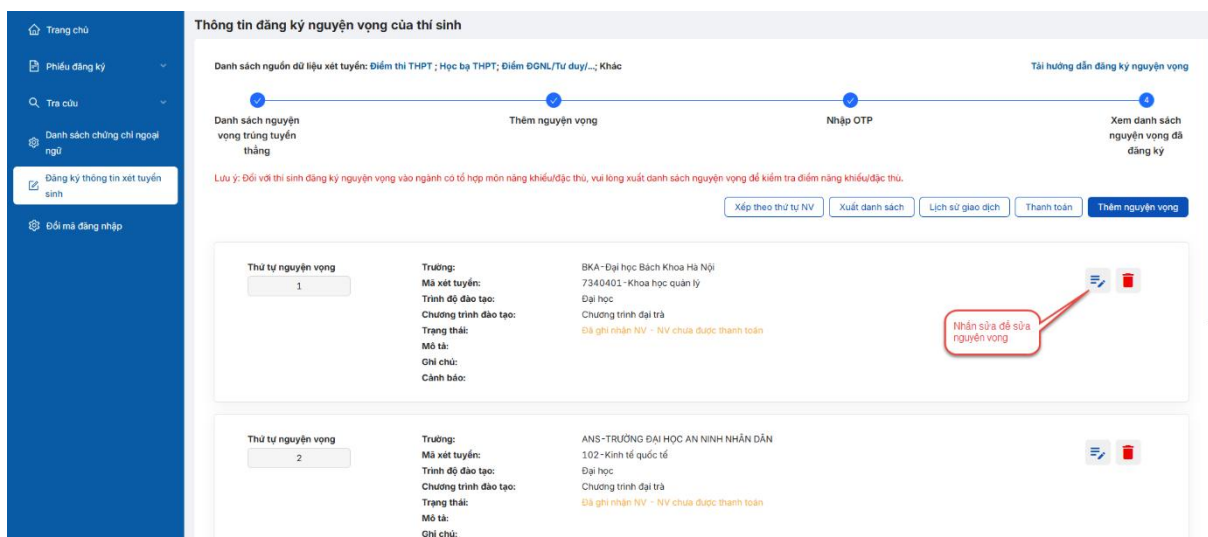 Trang chủ
Phiếu đăng ký
Tra cứu
Danh sách chứng chỉ ngoại
ngữ
Đăng ký thông tin xét tuyển
sinh
Đổi mã đăng nhập
Thông tin đăng ký nguyện vọng của thí sinh
Danh sách nguồn dữ liệu xét tuyển: Điểm thi THPT ; Học bạ THPT; Điểm ĐGNL/Tư duy/...; Khác
Tải hướng dẫn đăng ký nguyện vọng
4
Danh sách nguyện
vọng trúng tuyển
thẳng
Thêm nguyện vọng
Nhập OTP
Xem danh sách
nguyện vọng đã
đăng ký
Lưu ý: Đối với thí sinh đăng ký nguyện vọng vào ngành có tổ hợp môn năng khiếu/đặc thù, vui lòng xuất danh sách nguyện vọng để kiểm tra điểm năng khiếu/đặc thù.
Xếp theo thứ tự NV
Xuất danh sách
Lịch sử giao dịch
Thanh toán
Thêm nguyện vọng
Thứ tự nguyện vọng
1
Trường: BKA-Đại học Bách Khoa Hà Nội
Mã xét tuyển: 7340401-Khoa học quản lý
Trình độ đào tạo: Đại học
Chương trình đào tạo: Chương trình đại trà
Trạng thái: Đã ghi nhận NV - NV chưa được thanh toán
Mô tả:
Ghi chú:
Cảnh báo:
Nhấn sửa để sửa
nguyện vọng
Thứ tự nguyện vọng
2
Trường: ANS-TRƯỜNG ĐẠI HỌC AN NINH NHÂN DÂN
Mã xét tuyển: 102-Kinh tế quốc tế
Trình độ đào tạo: Đại học
Chương trình đào tạo: Chương trình đại trà
Trạng thái: Đã ghi nhận NV - NV chưa được thanh toán
Mô tả:
Ghi chú: